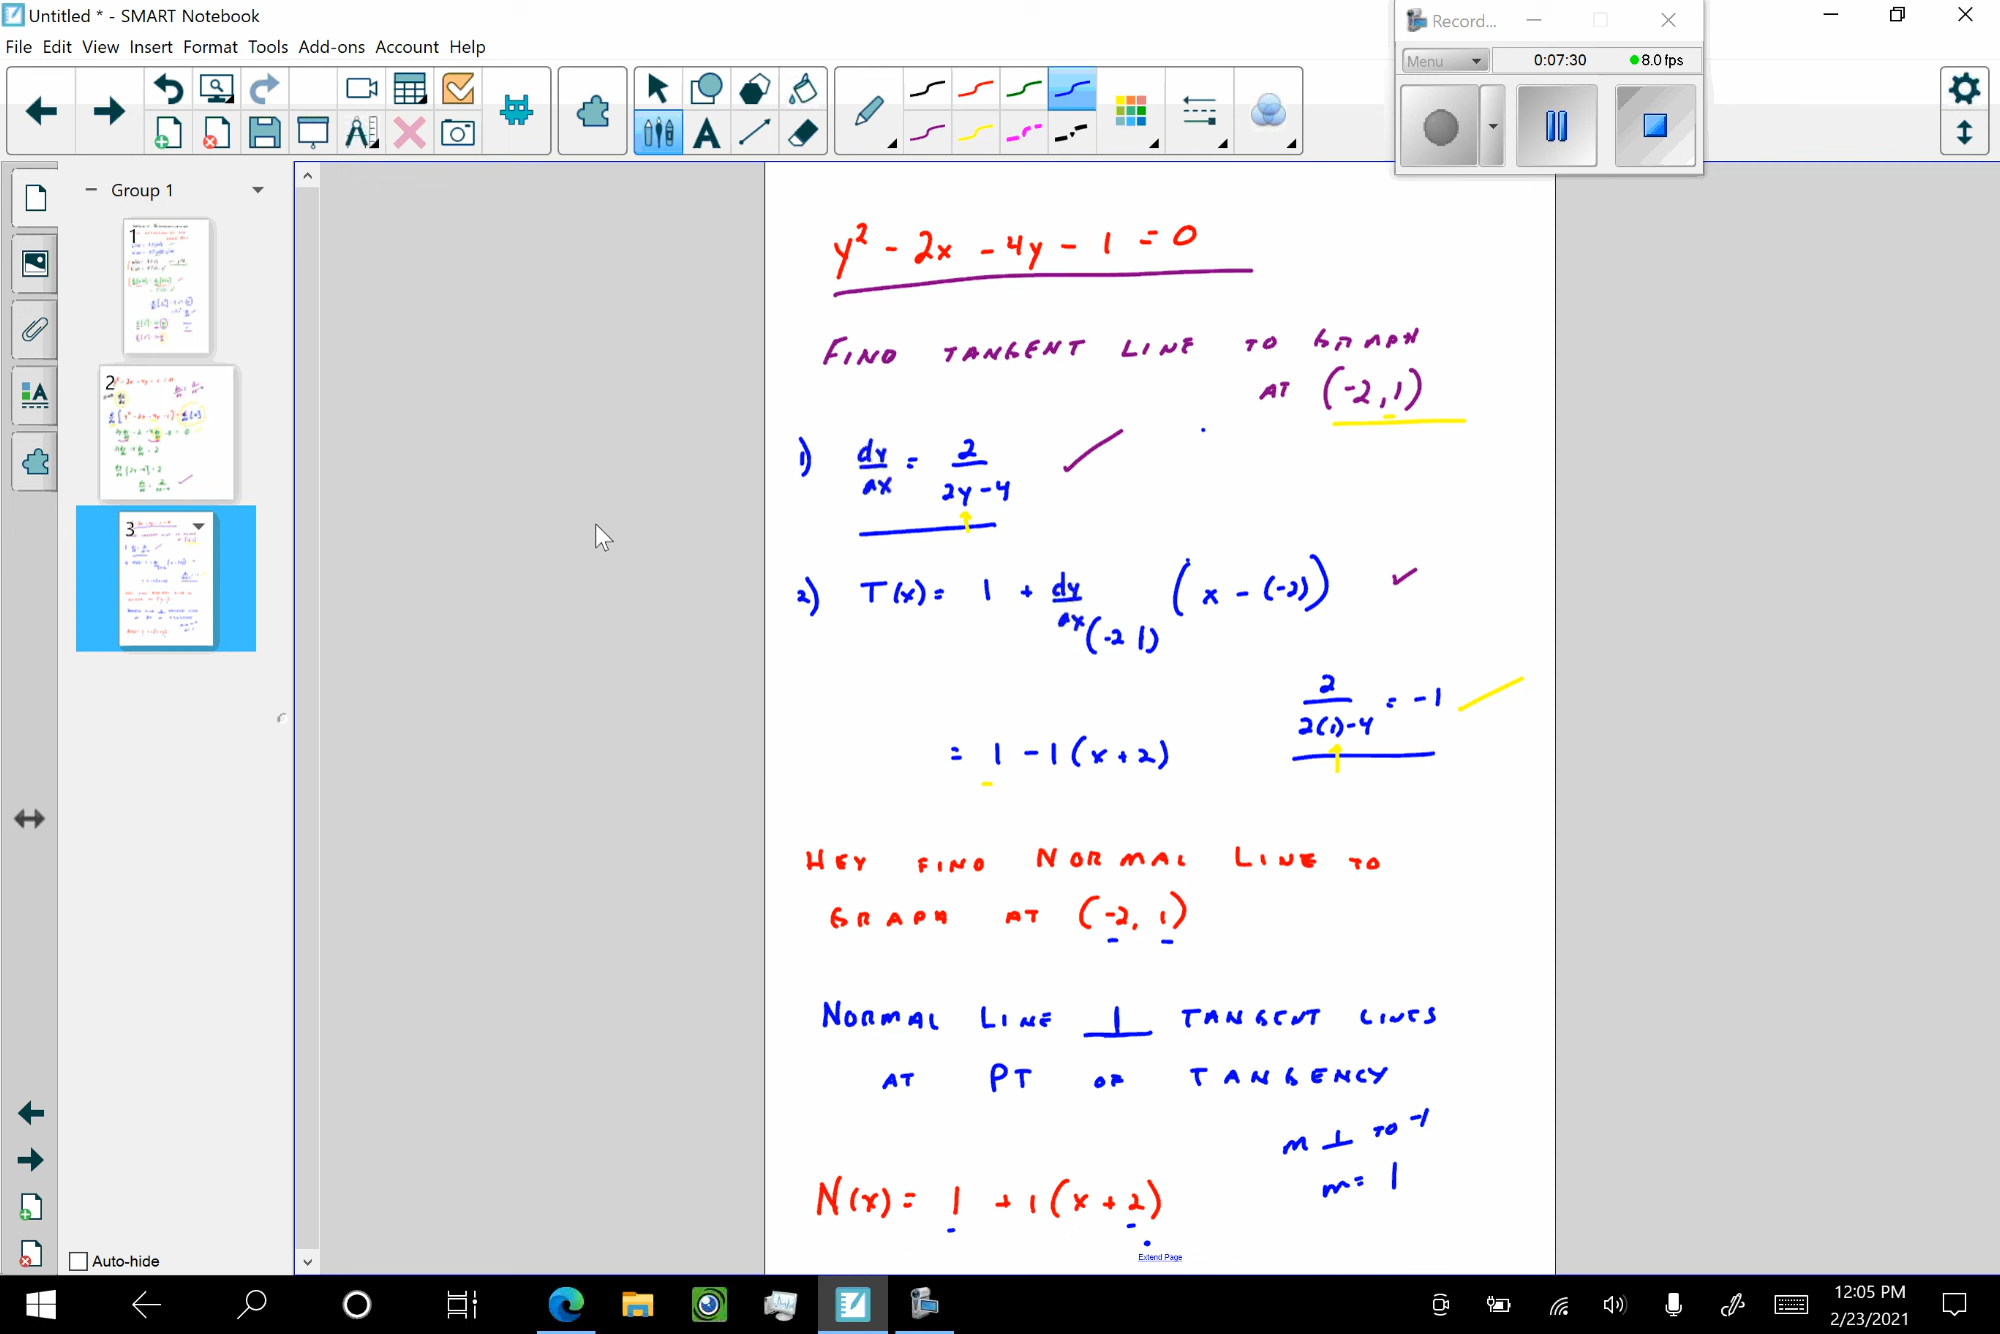 Untitled * - SMART Notebook
File Edit View Insert Format Tools Add-ons Account Help
Record...
Menu 0:07:30 8.0 fps
Group 1
1
2
3
y² - 2x - 4y - 1 = 0
FIND TANGENT LINE TO GRAPH
AT (-2, 1)
1) dy/dx = 2/(2y-4)
2) T(x) = 1 + dy/dx (-2 1) (x - (-2))
2/(2(1)-4) = -1
= 1 - 1(x+2)
HEY FIND NORMAL LINE TO
GRAPH AT (-2, 1)
NORMAL LINE ⊥ TANGENT LINES
AT PT OF TANGENCY
m ⊥ TO -1
m = 1
N(x) = 1 + 1(x+2)
Extend Page
Auto-hide
12:05 PM
2/23/2021